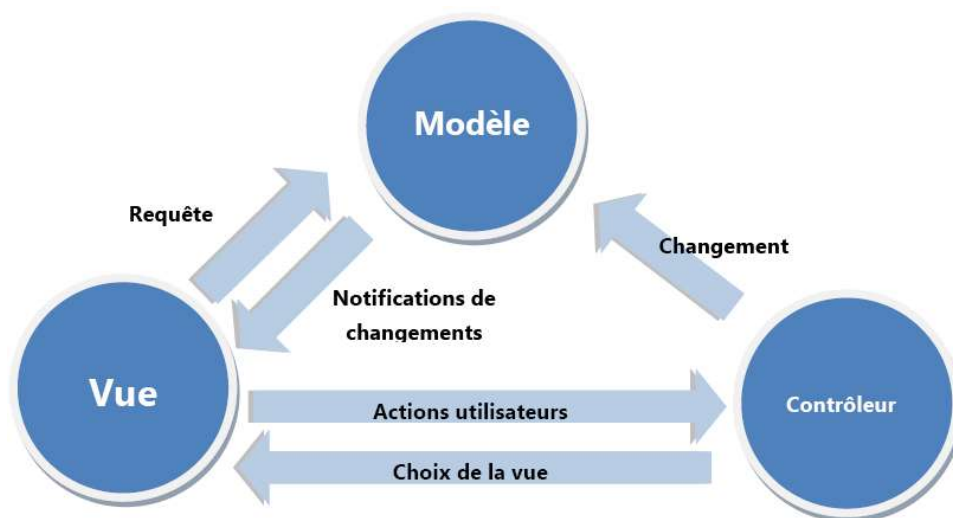 Modèle
Requête
Changement
Notifications de
changements
Vue
Actions utilisateurs
Contrôleur
Choix de la vue